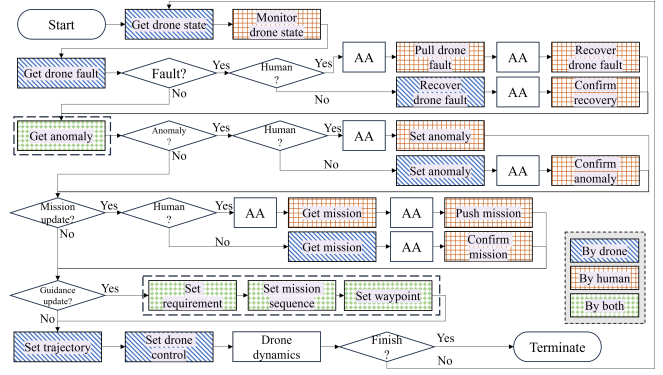 Start
Get drone state
Monitor
drone state
Get drone fault
Fault?
Yes
Human
?
Yes
AA
Pull drone
fault
AA
Recover
drone fault
No
No
Recover
drone fault
AA
Confirm
recovery
Get anomaly
Anomaly
?
Yes
Human
?
Yes
AA
Set anomaly
No
No
Set anomaly
AA
Confirm
anomaly
Mission
update?
Yes
Human
?
Yes
AA
Get mission
AA
Push mission
No
No
Get mission
AA
Confirm
mission
By drone
By human
By both
Guidance
update?
Yes
Set
requirement
Set mission
sequence
Set waypoint
No
Set trajectory
Set drone
control
Drone
dynamics
Finish
?
Yes
Terminate
No